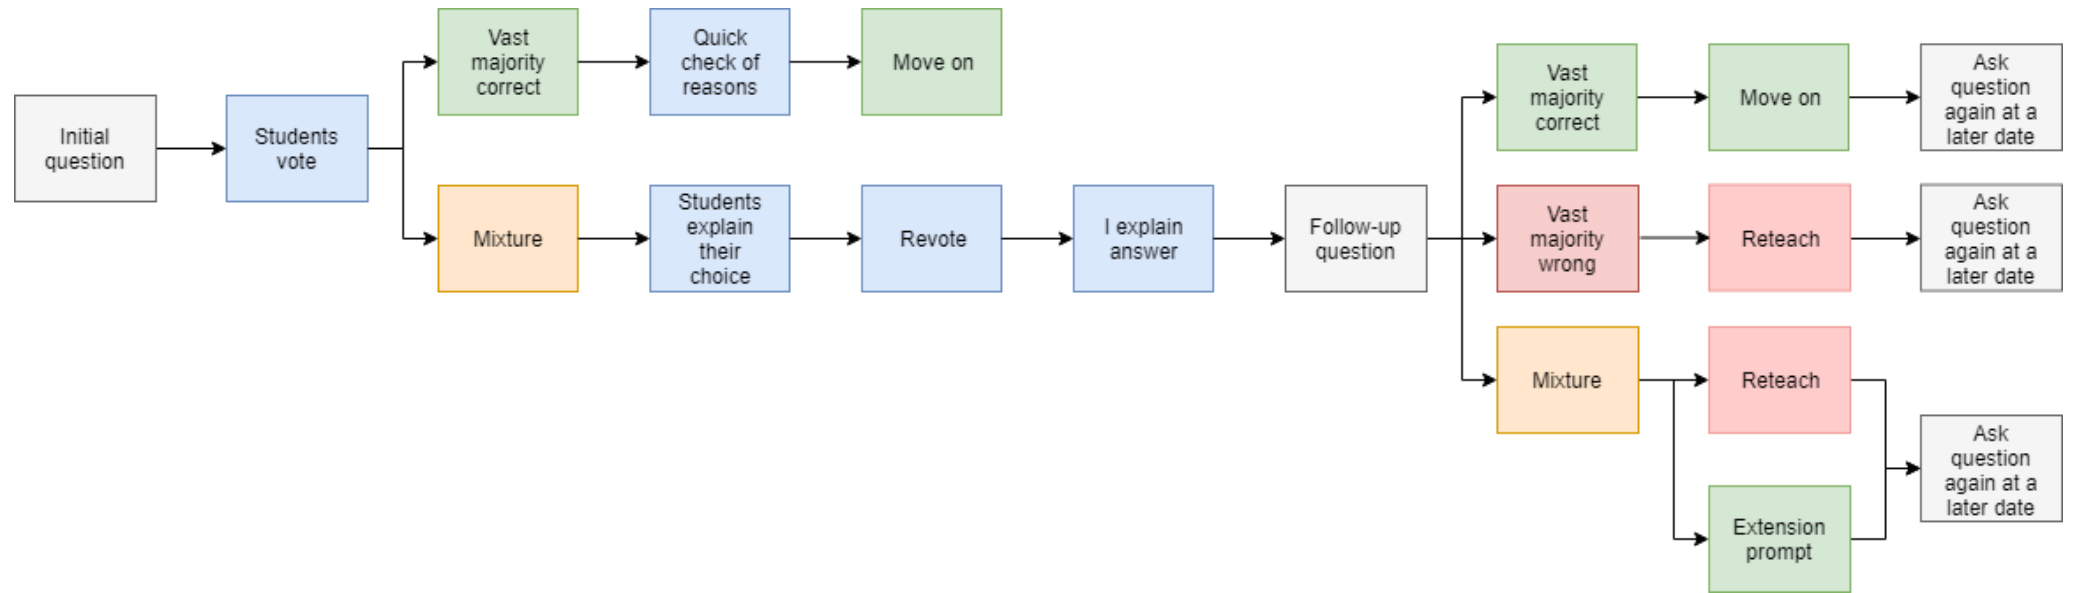 Initial
question
Students
vote
Vast
majority
correct
Quick
check of
reasons
Move on
Mixture
Students
explain
their
choice
Revote
I explain
answer
Follow-up
question
Vast
majority
correct
Move on
Ask
question
again at a
later date
Vast
majority
wrong
Reteach
Ask
question
again at a
later date
Mixture
Reteach
Extension
prompt
Ask
question
again at a
later date